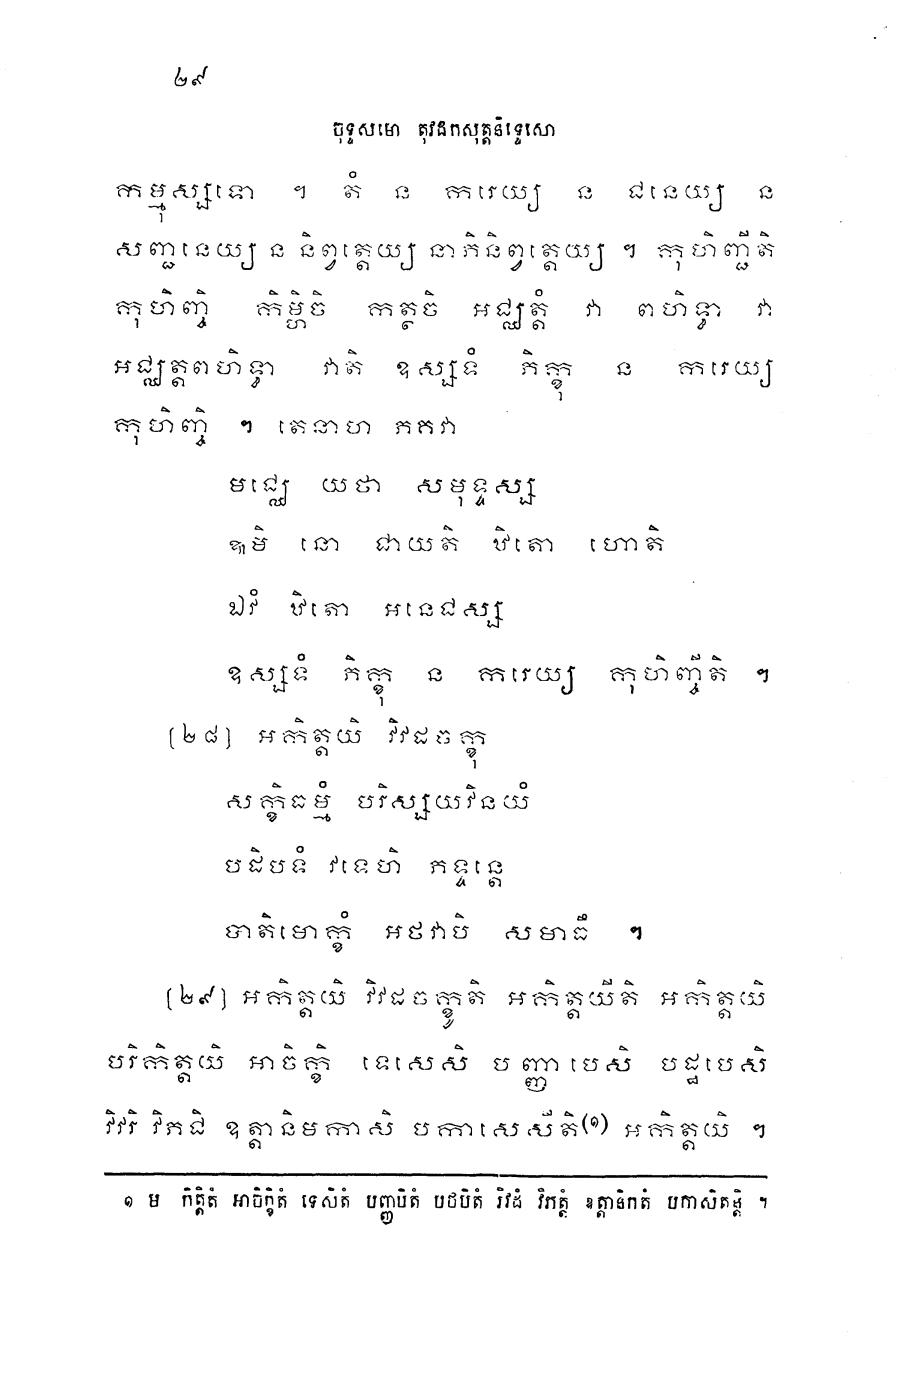 ២៩
ចុទ្ទសមោ តុវដកសុត្តនិទ្ទេសោ
កម្មុស្សទោ ។ តំ ន ករេយ្យ ន ជនេយ្យ ន
សញ្ជនេយ្យ ន និព្វត្តេយ្យ នាភិនិព្វត្តេយ្យ ។ កុហិញ្ជីតិ
កុហិញ្ចិ កិម្ហិចិ កត្ថចិ អជ្ឈត្តំ វា ពហិទ្ធា វា
អជ្ឈត្តពហិទ្ធា វាតិ ឧស្សទំ ភិក្ខុ ន ករេយ្យ
កុហិញ្ចិ ។ តេនាហ ភគវា
មជ្ឈេ យថា សមុទ្ទស្ស
ឩមិ នោ ជាយតិ ឋិតោ ហោតិ
ឯវំ ឋិតោ អនេជស្ស
ឧស្សទំ ភិក្ខុ ន ករេយ្យ កុហិញ្ចីតិ ។
[២៨] អកិត្តយិ វិវដចក្ខុ
សក្ខិធម្មំ បរិស្សយវិនយំ
បដិបទំ វទេហិ ភទ្ទន្តេ
បាតិមោក្ខំ អថវាបិ សមាធឹ ។
[២៩] អកិត្តយិ វិវដចក្ខូតិ អកិត្តយីតិ អកិត្តយិ
បរិកិត្តយិ អាចិក្ខិ ទេសេសិ បញ្ញាបេសិ បដ្ឋបេសិ
វិវរិ វិភជិ ឧត្តានិមកាសិ បកាសេសីតិ(១) អកិត្តយិ ។
១ ម កិត្តិតំ អាចិក្ខិតំ ទេសិតំ បញ្ញបិតំ បឋបិតំ វិវដំ វិភត្តំ ឧត្តានិកតំ បកាសិតន្តិ ។